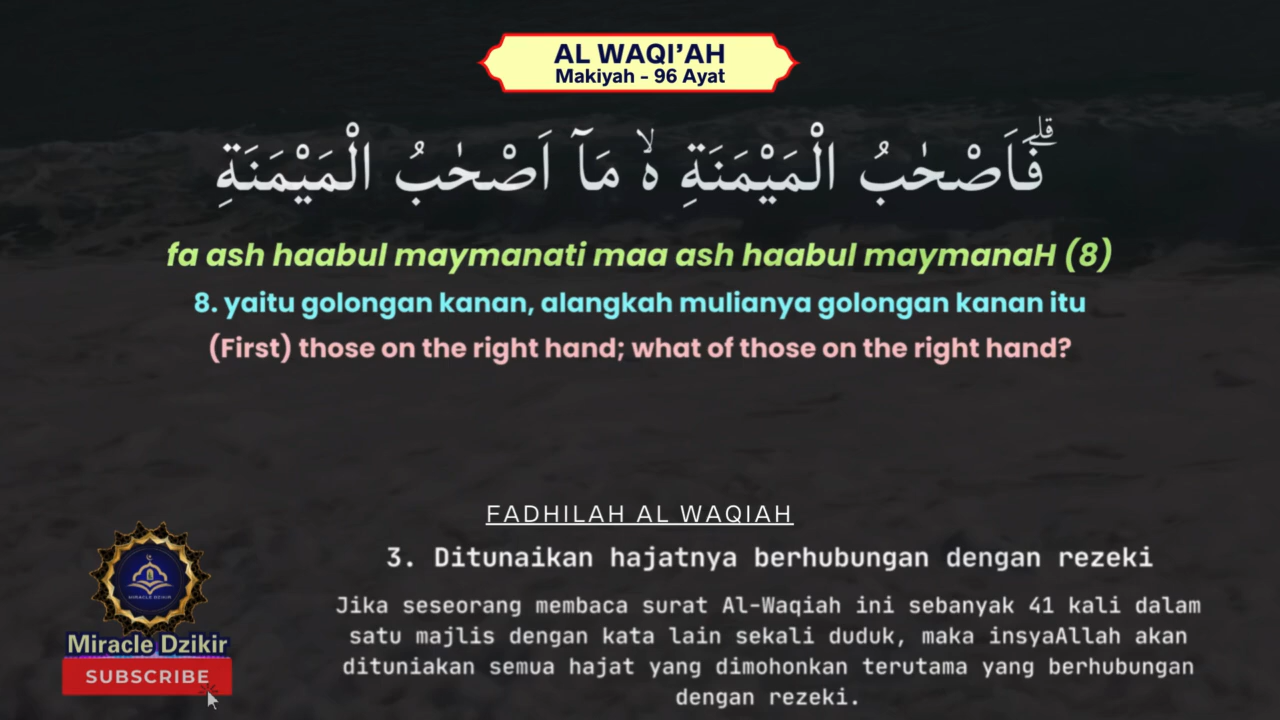 AL WAQI’AH
Makiyah - 96 Ayat
فَاَصْحٰبُ الْمَيْمَنَةِ ەۙ مَآ اَصْحٰبُ الْمَيْمَنَةِۗ
fa ash haabul maymanati maa ash haabul maymanaH (8)
8. yaitu golongan kanan, alangkah mulianya golongan kanan itu
(First) those on the right hand; what of those on the right hand?
FADHILAH AL WAQIAH
3. Ditunaikan hajatnya berhubungan dengan rezeki
Jika seseorang membaca surat Al-Waqiah ini sebanyak 41 kali dalam
satu majlis dengan kata lain sekali duduk, maka insyaAllah akan
dituniakan semua hajat yang dimohonkan terutama yang berhubungan
dengan rezeki.
MIRACLE DZIKIR
Miracle Dzikir
SUBSCRIBE